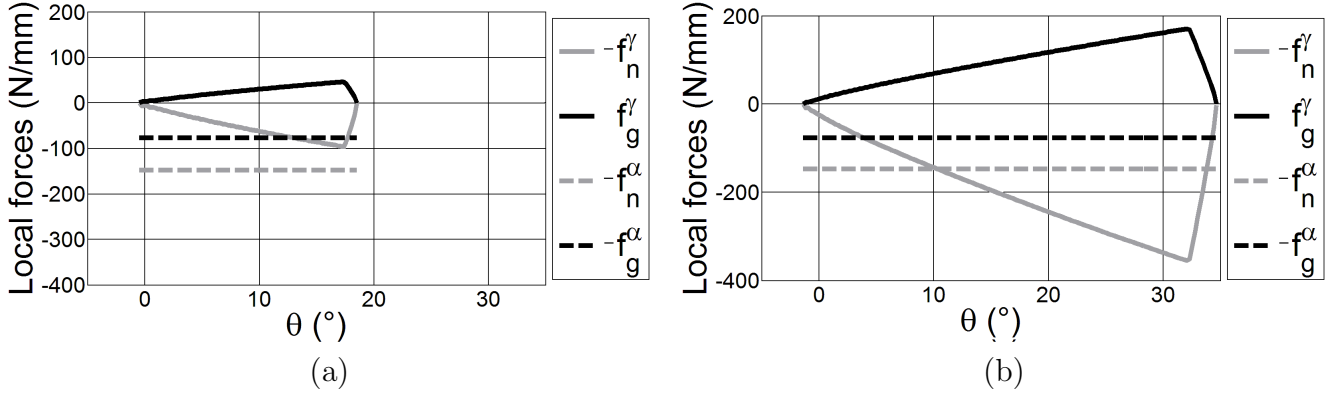 Local forces (N/mm)
200
100
0
-100
-200
-300
-400
0 10 20 30
θ (°)
-f_n^γ
f_g^γ
-f_n^α
-f_g^α
(a)
Local forces (N/mm)
200
0
-200
-400
0 10 20 30
θ (°)
-f_n^γ
f_g^γ
-f_n^α
-f_g^α
(b)